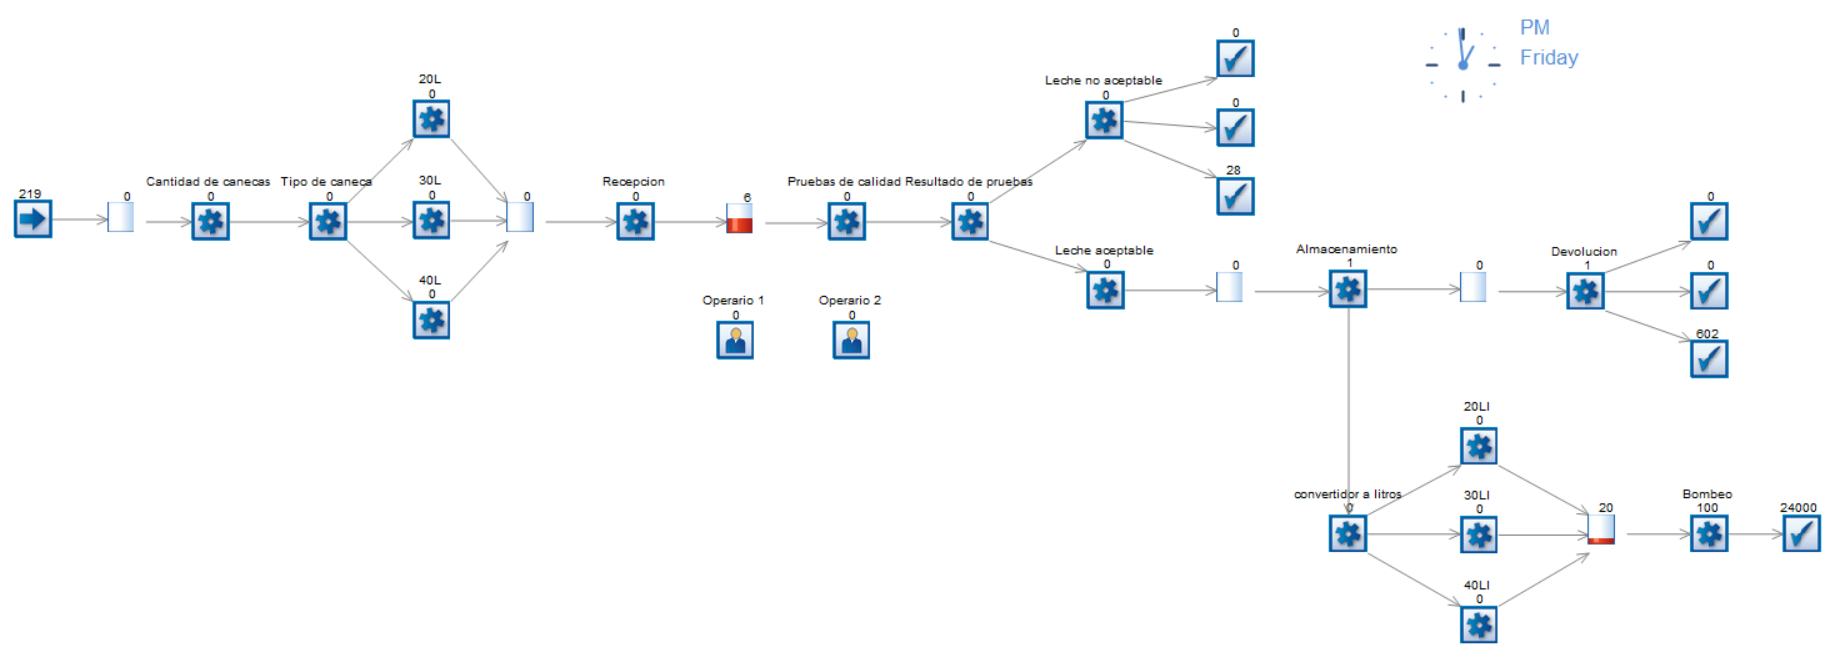 PM
Friday
0
20L
0
Leche no aceptable
0
0
28
219
0
Cantidad de canecas
0
Tipo de caneca
0
30L
0
0
Recepcion
0
6
Pruebas de calidad
0
Resultado de pruebas
0
0
40L
0
Leche aceptable
0
0
Almacenamiento
1
0
Devolucion
1
0
602
Operario 1
0
Operario 2
0
20LI
0
convertidor a litros
0
30LI
0
20
Bombeo
100
24000
40LI
0